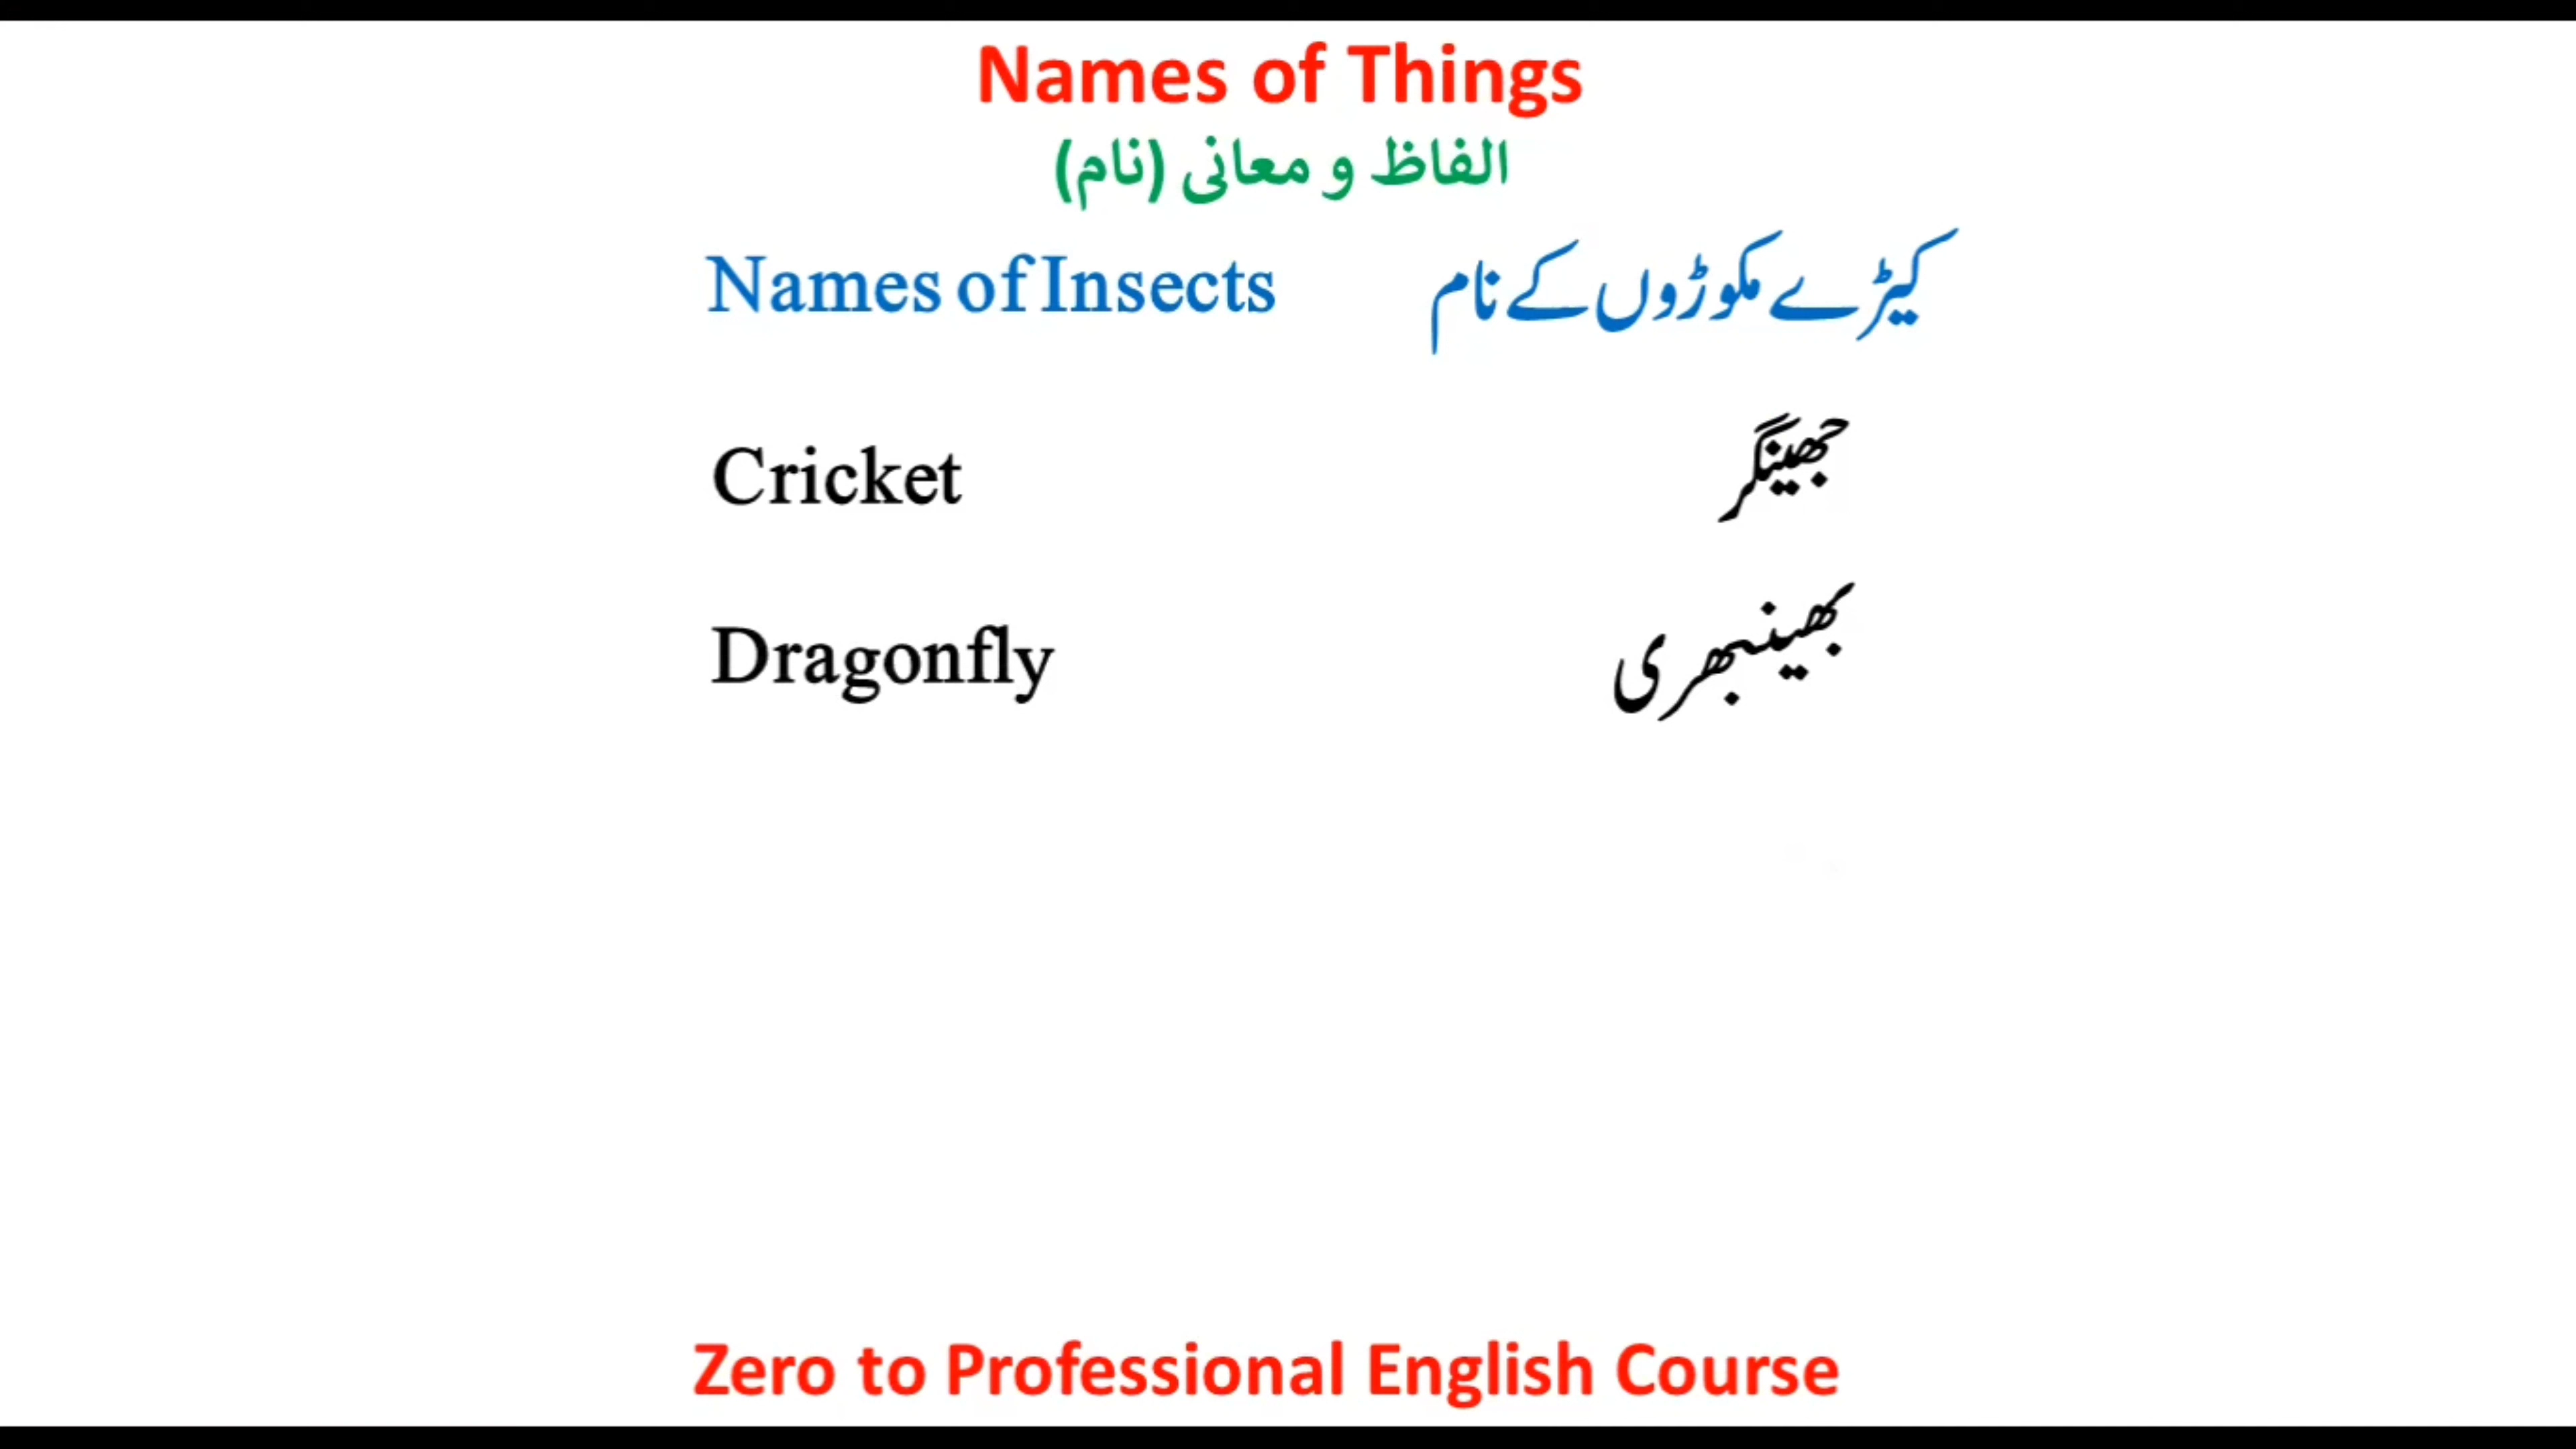 Names of Things
الفاظ و معانی (نام)
Names of Insects کیڑے مکوڑوں کے نام
Cricket جھینگر
Dragonfly بھینبھری
Zero to Professional English Course